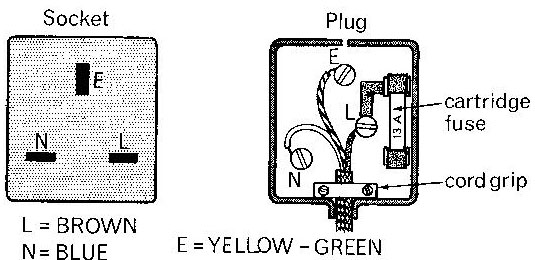 Socket
Plug
E
N
L
E
L
N
13 A
cartridge
fuse
cord grip
L = BROWN
N = BLUE
E = YELLOW - GREEN